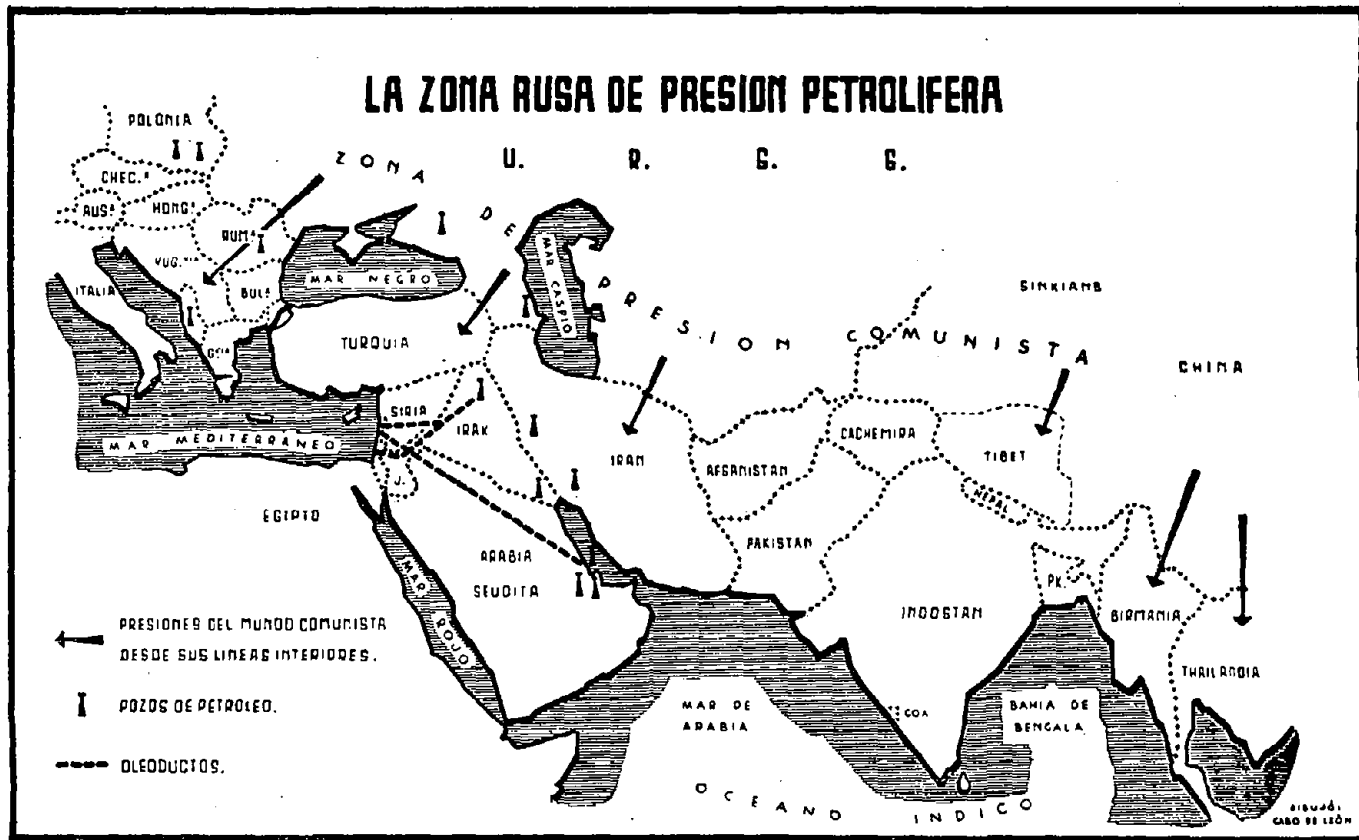 LA ZONA RUSA DE PRESION PETROLIFERA
U. R. S. S.
ZONA DE PRESION COMUNISTA
POLONIA
CHEC.ª
AUS.ª
HONG.ª
RUM.ª
YUG.
BUL.ª
ITALIA
MAR NEGRO
MAR CASPIO
TURQUIA
SINKIANG
CHINA
SIRIA
IRAK
IRAN
AFGANISTAN
CACHEMIRA
TIBET
NEPAL
MAR MEDITERRANEO
J.
EGIPTO
ARABIA
SEUDITA
MAR ROJO
PAKISTAN
INDOSTAN
PK.
BIRMANIA
THAILANDIA
GOA
MAR DE
ARABIA
BAHIA DE
BENGALA
OCEANO INDICO
PRESIONES DEL MUNDO COMUNISTA
DESDE SUS LINEAS INTERIORES.
POZOS DE PETROLEO.
OLEODUCTOS.
DIBUJÓ:
CABO DE LEÓN